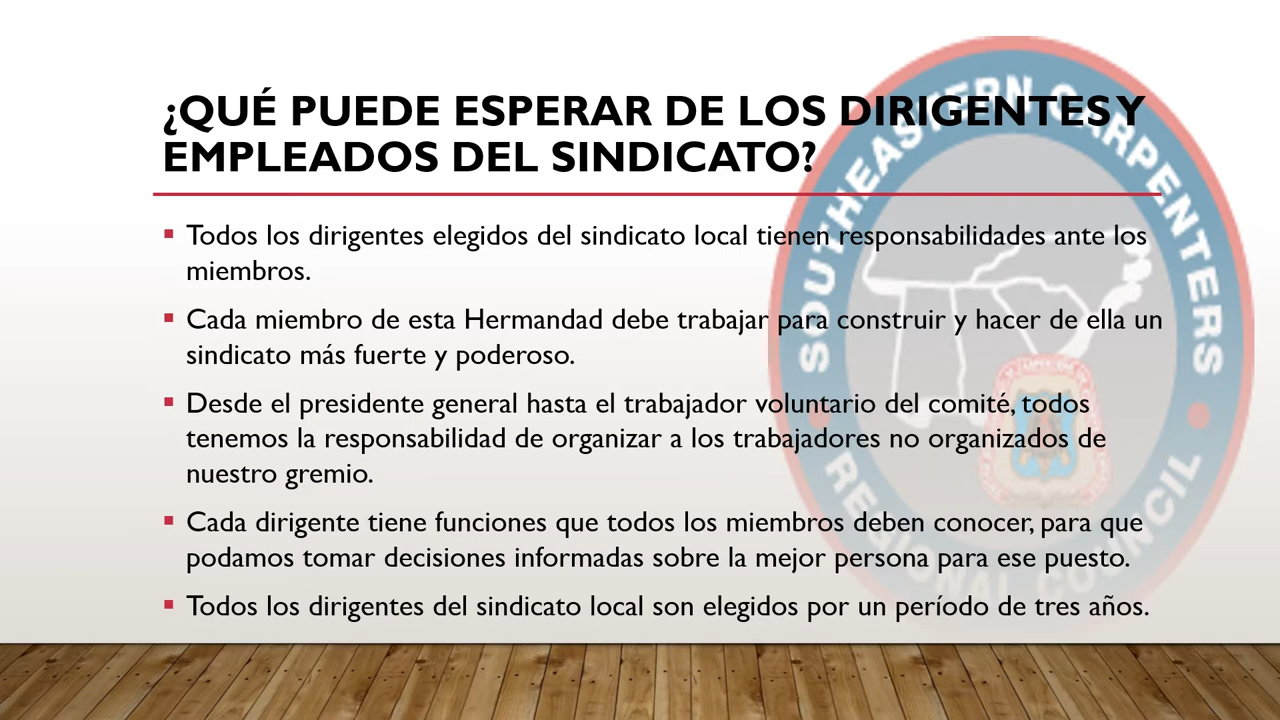 ¿QUÉ PUEDE ESPERAR DE LOS DIRIGENTES Y
EMPLEADOS DEL SINDICATO?
▪ Todos los dirigentes elegidos del sindicato local tienen responsabilidades ante los
miembros.
▪ Cada miembro de esta Hermandad debe trabajar para construir y hacer de ella un
sindicato más fuerte y poderoso.
▪ Desde el presidente general hasta el trabajador voluntario del comité, todos
tenemos la responsabilidad de organizar a los trabajadores no organizados de
nuestro gremio.
▪ Cada dirigente tiene funciones que todos los miembros deben conocer, para que
podamos tomar decisiones informadas sobre la mejor persona para ese puesto.
▪ Todos los dirigentes del sindicato local son elegidos por un período de tres años.
SOUTHEASTERN CARPENTERS
REGIONAL COUNCIL